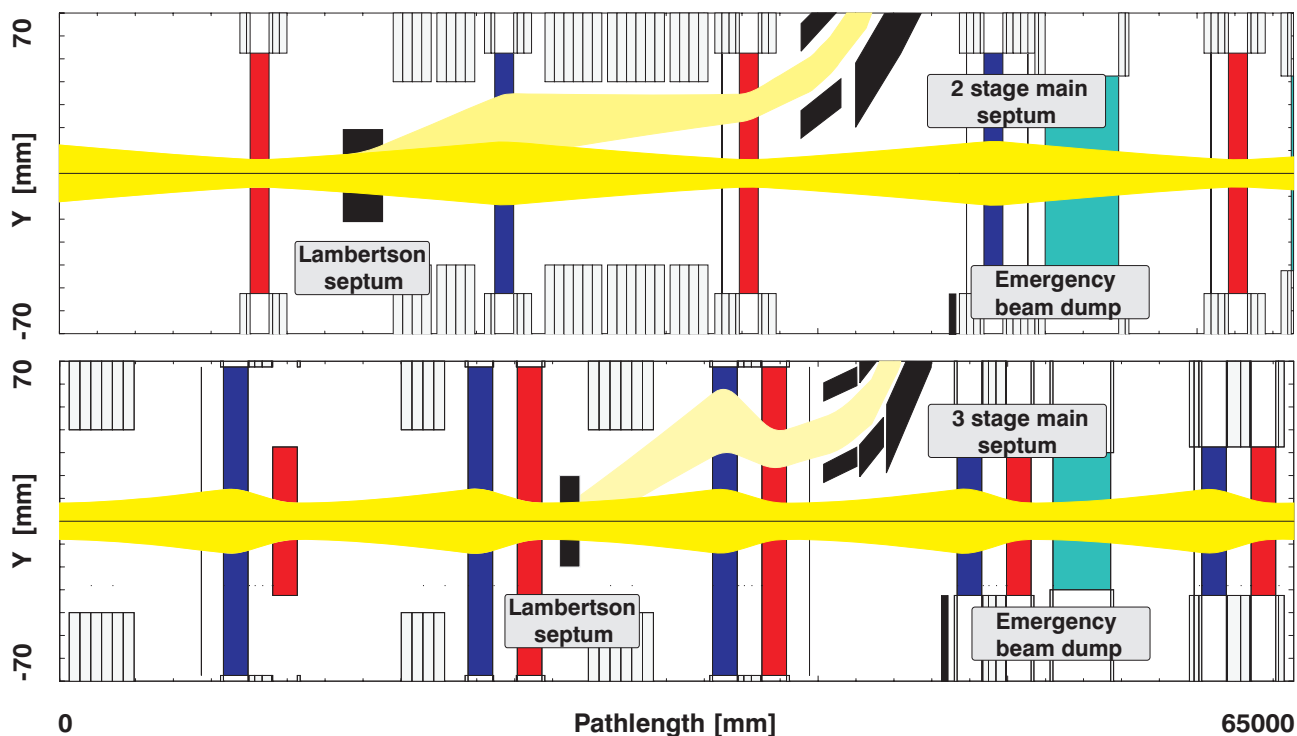 70
Y [mm]
-70
2 stage main
septum
Lambertson
septum
Emergency
beam dump
70
Y [mm]
-70
3 stage main
septum
Lambertson
septum
Emergency
beam dump
0
Pathlength [mm]
65000